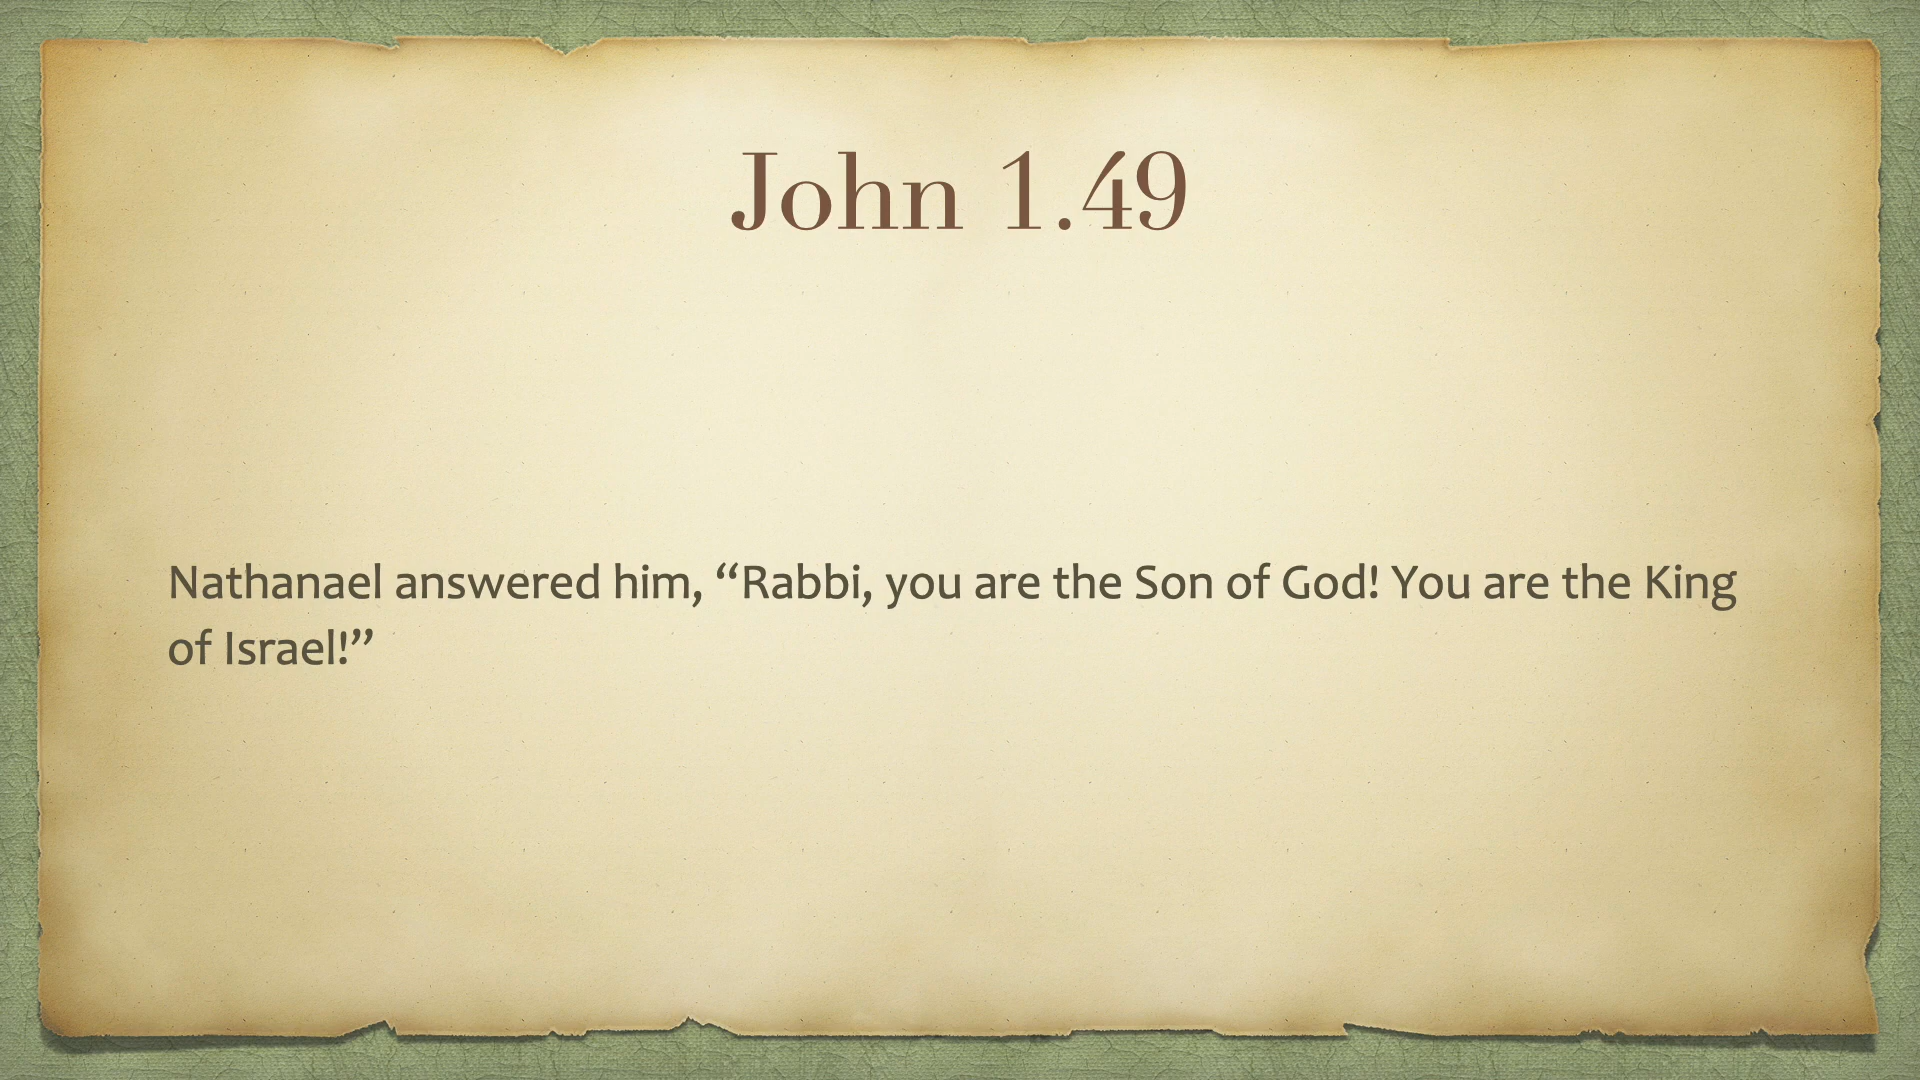 John 1.49
Nathanael answered him, “Rabbi, you are the Son of God! You are the King
of Israel!”